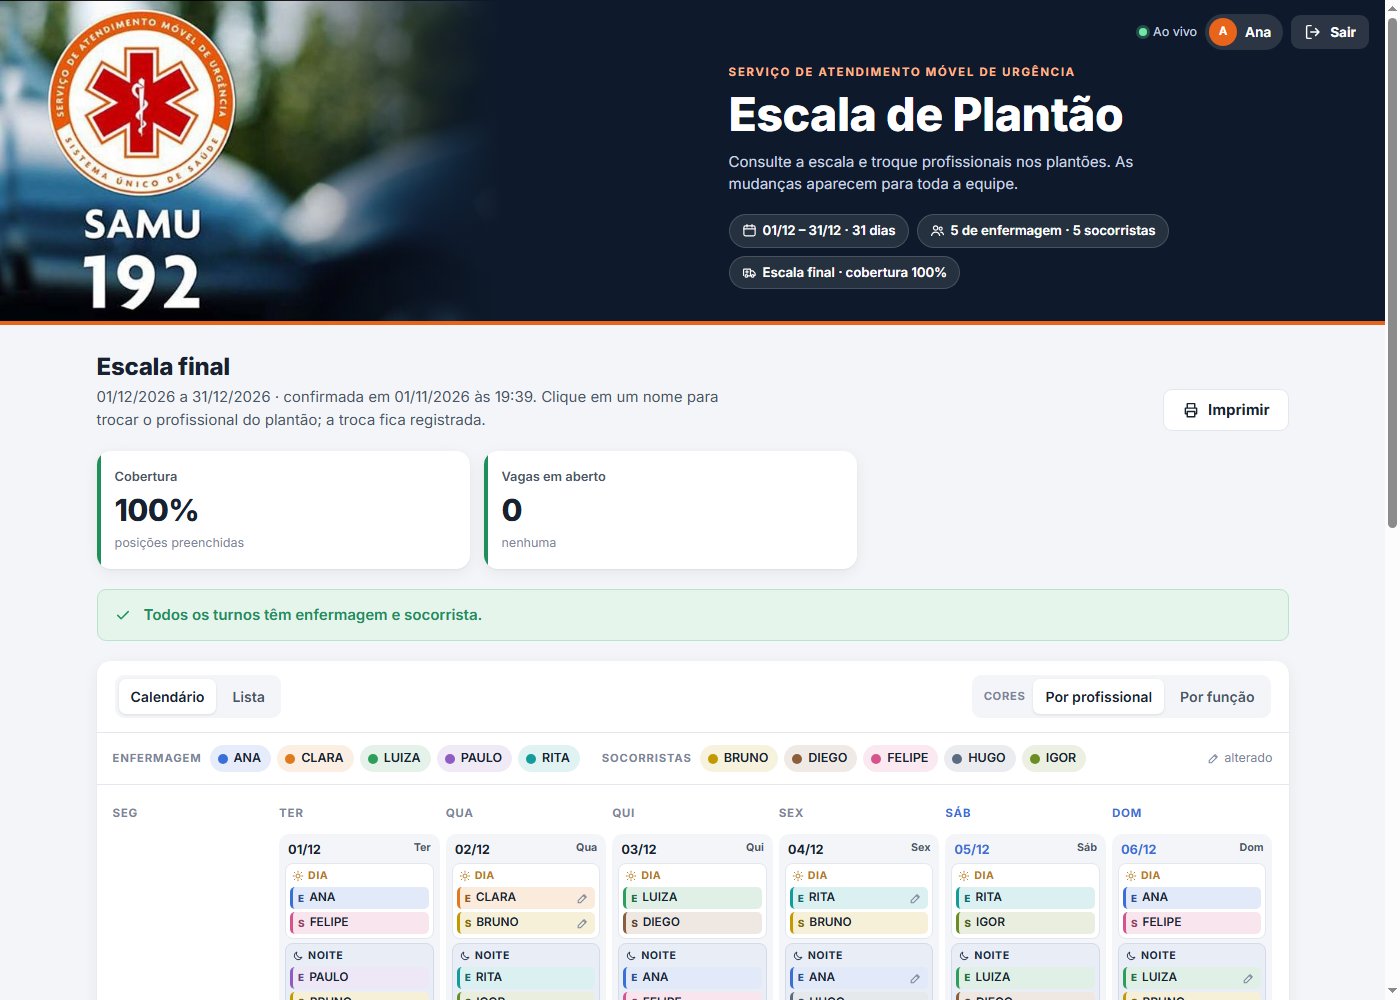 SERVIÇO DE ATENDIMENTO MÓVEL DE URGÊNCIA
SISTEMA ÚNICO DE SAÚDE
SAMU
192
Ao vivo
A
Ana
Sair
SERVIÇO DE ATENDIMENTO MÓVEL DE URGÊNCIA
Escala de Plantão
Consulte a escala e troque profissionais nos plantões. As
mudanças aparecem para toda a equipe.
01/12 – 31/12 · 31 dias
5 de enfermagem · 5 socorristas
Escala final · cobertura 100%
Escala final
01/12/2026 a 31/12/2026 · confirmada em 01/11/2026 às 19:39. Clique em um nome para
trocar o profissional do plantão; a troca fica registrada.
Imprimir
Cobertura
100%
posições preenchidas
Vagas em aberto
0
nenhuma
Todos os turnos têm enfermagem e socorrista.
Calendário Lista
CORES Por profissional Por função
ENFERMAGEM ANA CLARA LUIZA PAULO RITA SOCORRISTAS BRUNO DIEGO FELIPE HUGO IGOR alterado
SEG TER QUA QUI SEX SÁB DOM
01/12 Ter
DIA
E ANA
S FELIPE
NOITE
E PAULO
BRUNO
02/12 Qua
DIA
E CLARA
S BRUNO
NOITE
E RITA
IGOR
03/12 Qui
DIA
E LUIZA
S DIEGO
NOITE
E ANA
FELIPE
04/12 Sex
DIA
E RITA
S BRUNO
NOITE
E ANA
HUGO
05/12 Sáb
DIA
E RITA
S IGOR
NOITE
E LUIZA
DIEGO
06/12 Dom
DIA
E ANA
S FELIPE
NOITE
E LUIZA
BRUNO